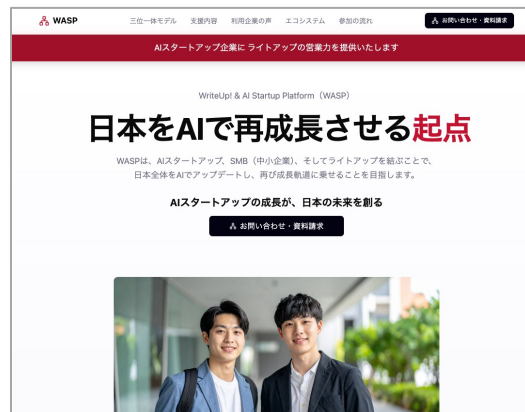 WASP
三位一体モデル 支援内容 利用企業の声 エコシステム 参加の流れ
お問い合わせ・資料請求
AIスタートアップ企業に ライトアップの営業力を提供いたします
WriteUp! & AI Startup Platform（WASP）
日本をAIで再成長させる起点
WASPは、AIスタートアップ、SMB（中小企業）、そしてライトアップを結ぶことで、
日本全体をAIでアップデートし、再び成長軌道に乗せることを目指します。
AIスタートアップの成長が、日本の未来を創る
お問い合わせ・資料請求